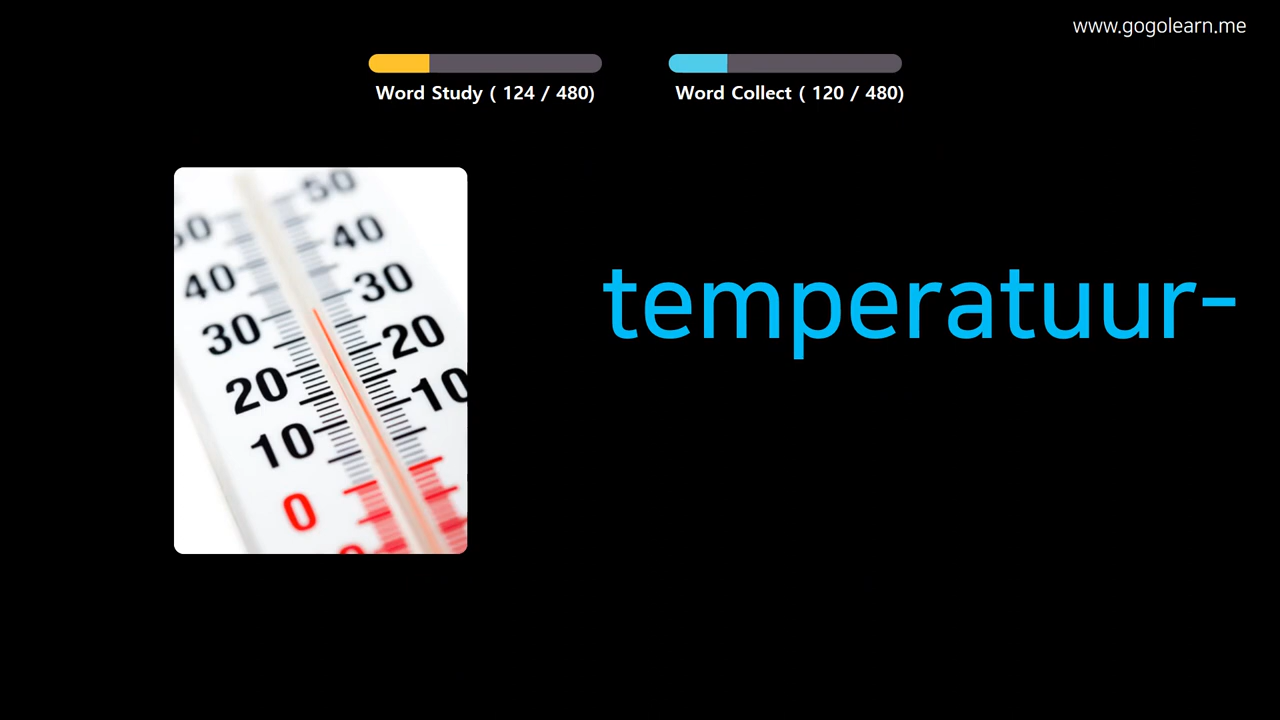 www.gogolearn.me
Word Study ( 124 / 480)
Word Collect ( 120 / 480)
50
50
40
40
30
30
20
20
10
10
0
temperatuur-